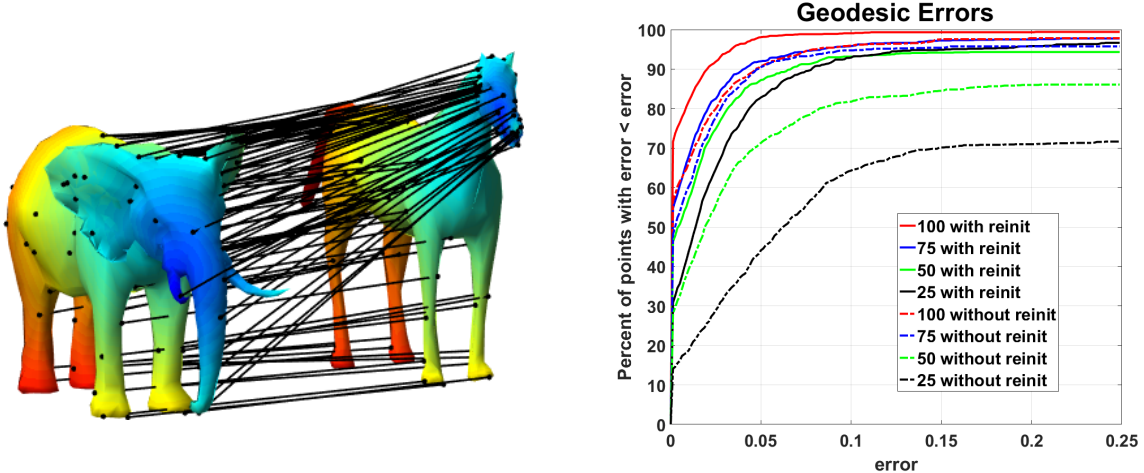 Geodesic Errors
Percent of points with error < error
100
90
80
70
60
50
40
30
20
10
0
100 with reinit
75 with reinit
50 with reinit
25 with reinit
100 without reinit
75 without reinit
50 without reinit
25 without reinit
0 0.05 0.1 0.15 0.2 0.25
error